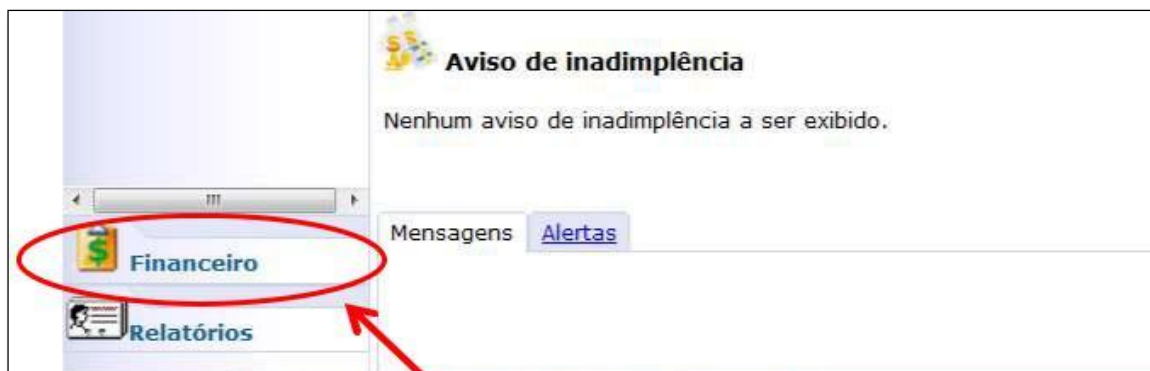 Aviso de inadimplência
Nenhum aviso de inadimplência a ser exibido.
Mensagens Alertas
Financeiro
Relatórios